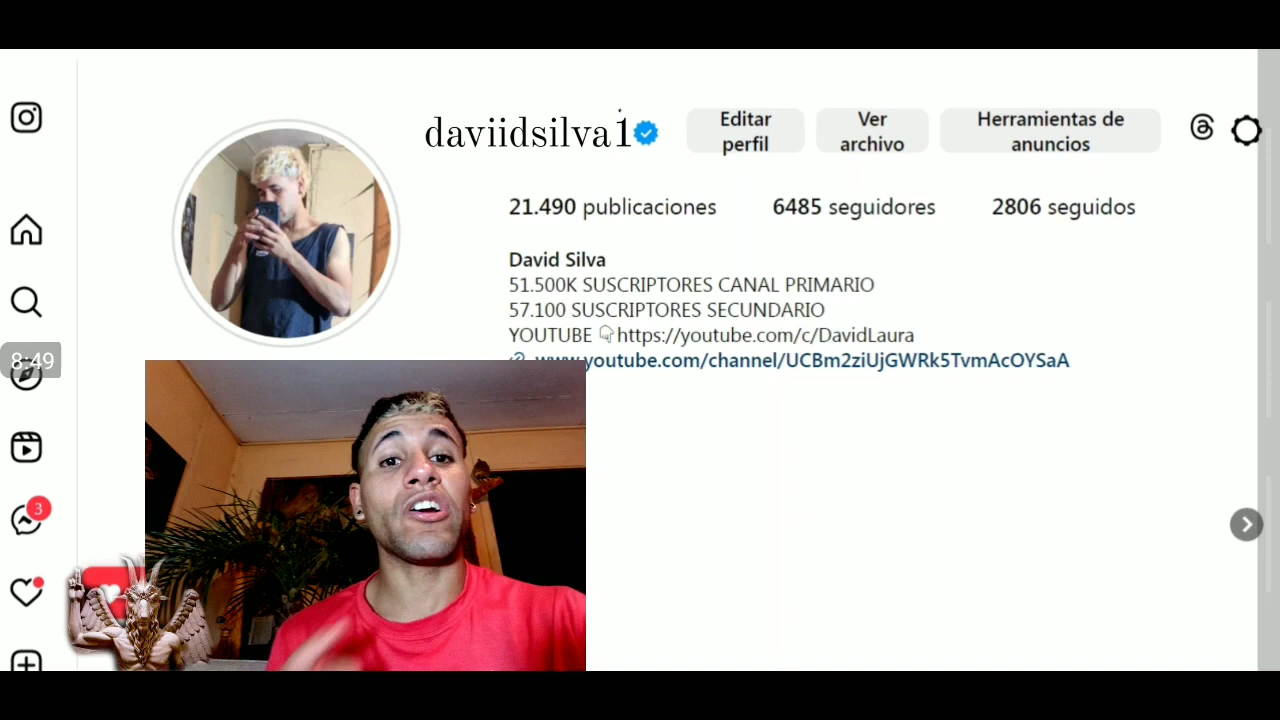 daviidsilva1
Editar perfil
Ver archivo
Herramientas de anuncios
21.490 publicaciones
6485 seguidores
2806 seguidos
David Silva
51.500K SUSCRIPTORES CANAL PRIMARIO
57.100 SUSCRIPTORES SECUNDARIO
YOUTUBE 👇https://youtube.com/c/DavidLaura
www.youtube.com/channel/UCBm2ziUjGWRk5TvmAcOYSaA
8:49
3